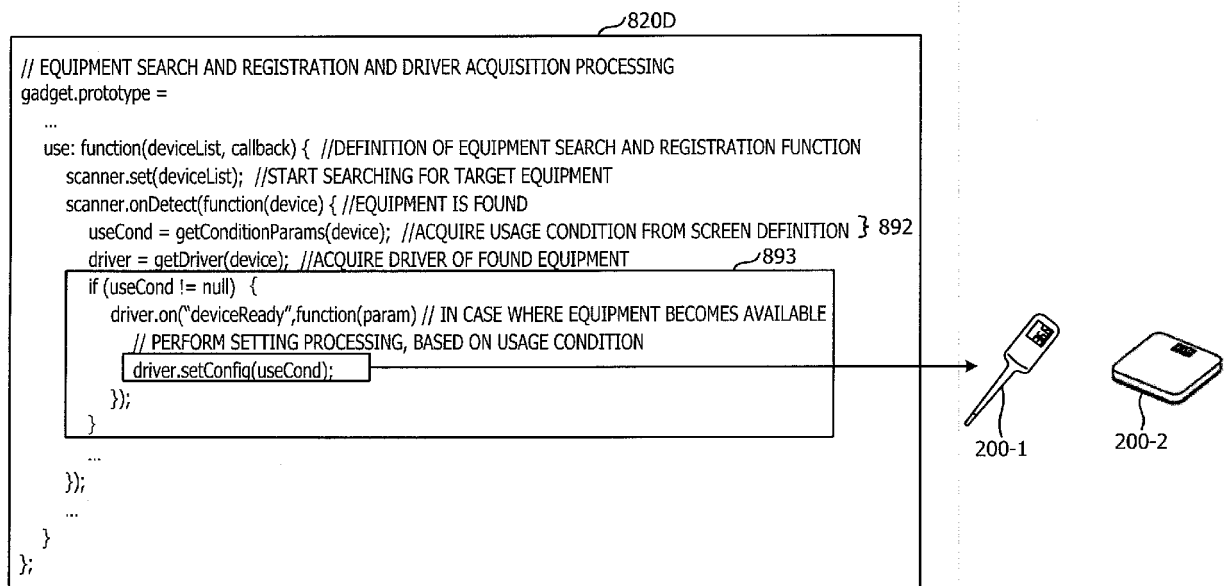 820D
// EQUIPMENT SEARCH AND REGISTRATION AND DRIVER ACQUISITION PROCESSING
gadget.prototype =
...
use: function(deviceList, callback) { //DEFINITION OF EQUIPMENT SEARCH AND REGISTRATION FUNCTION
scanner.set(deviceList); //START SEARCHING FOR TARGET EQUIPMENT
scanner.onDetect(function(device) { //EQUIPMENT IS FOUND
useCond = getConditionParams(device); //ACQUIRE USAGE CONDITION FROM SCREEN DEFINITION } 892
driver = getDriver(device); //ACQUIRE DRIVER OF FOUND EQUIPMENT 893
if (useCond != null) {
driver.on("deviceReady",function(param) // IN CASE WHERE EQUIPMENT BECOMES AVAILABLE
// PERFORM SETTING PROCESSING, BASED ON USAGE CONDITION
driver.setConfig(useCond);
});
}
...
});
...
}
};
200-1
200-2